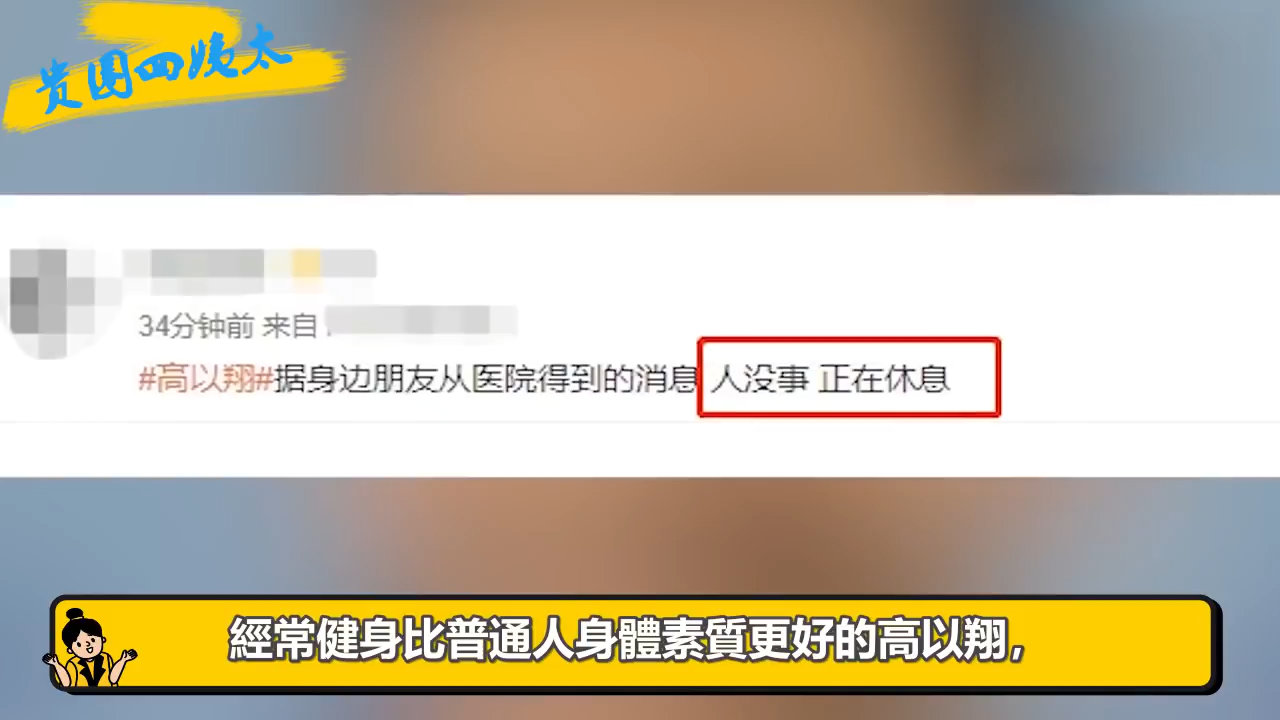 贵圈四姨太
34分钟前 来自
#高以翔#据身边朋友从医院得到的消息 人没事 正在休息
經常健身比普通人身體素質更好的高以翔，